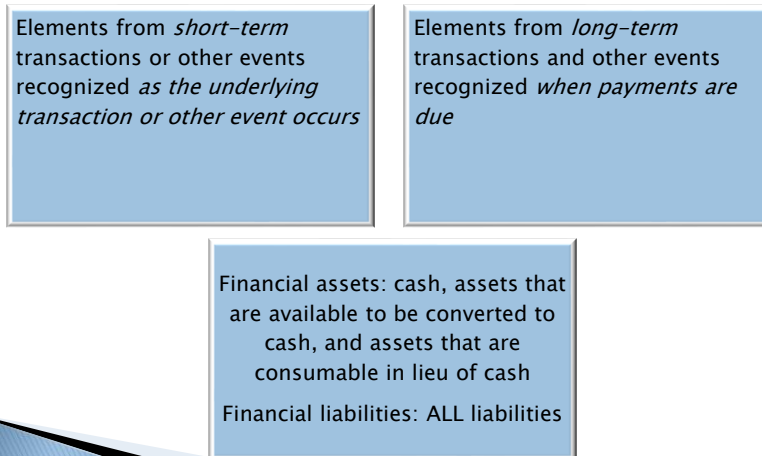 Elements from short-term
transactions or other events
recognized as the underlying
transaction or other event occurs
Elements from long-term
transactions and other events
recognized when payments are
due
Financial assets: cash, assets that
are available to be converted to
cash, and assets that are
consumable in lieu of cash
Financial liabilities: ALL liabilities